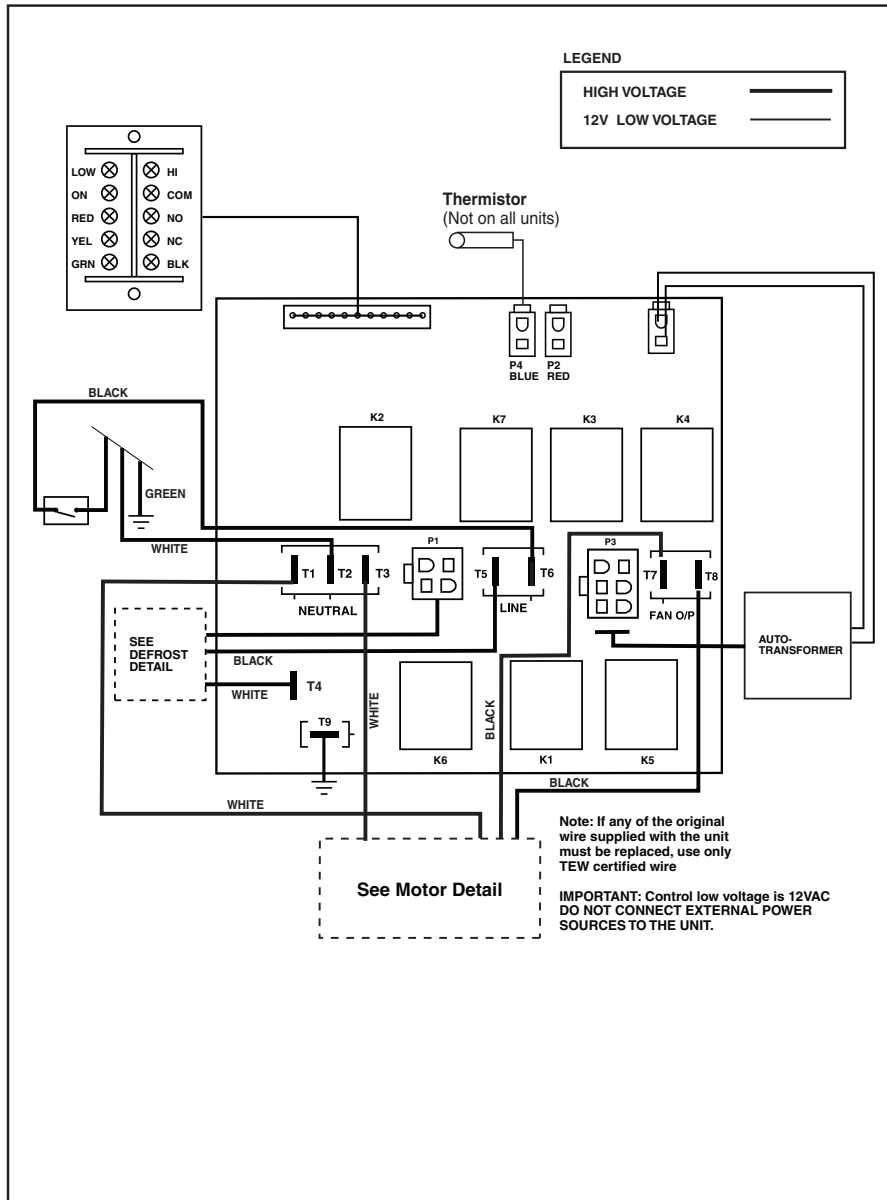 LEGEND
HIGH VOLTAGE
12V LOW VOLTAGE
LOW HI
ON COM
RED NO
YEL NC
GRN BLK
Thermistor
(Not on all units)
P4 P2
BLUE RED
BLACK
K2 K7 K3 K4
GREEN
WHITE
P1 P3
T1 T2 T3 T5 T6 T7 T8
NEUTRAL LINE FAN O/P
SEE
DEFROST
DETAIL
AUTO-
TRANSFORMER
BLACK
WHITE
T4
WHITE
BLACK
T9
K6 K1 K5
BLACK
WHITE
See Motor Detail
Note: If any of the original
wire supplied with the unit
must be replaced, use only
TEW certified wire
IMPORTANT: Control low voltage is 12VAC
DO NOT CONNECT EXTERNAL POWER
SOURCES TO THE UNIT.